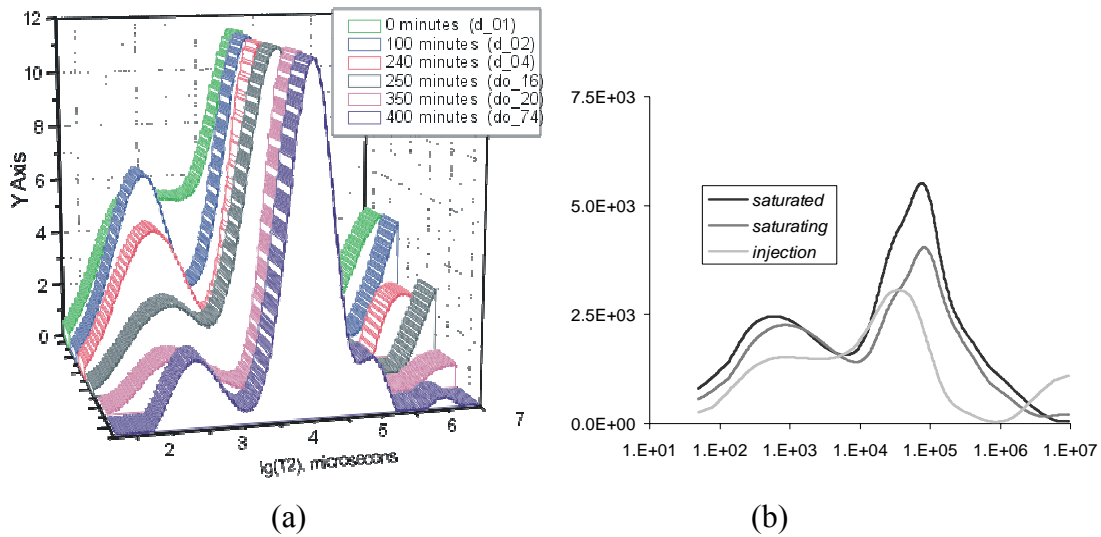 12
10
8
6
4
2
0
Y Axis
0 minutes (d_01)
100 minutes (d_02)
240 minutes (d_04)
250 minutes (do_16)
350 minutes (do_20)
400 minutes (do_74)
2
3
4
5
6
7
lg(T2), microsecons
(a)
7.5E+03
5.0E+03
2.5E+03
0.0E+00
saturated
saturating
injection
1.E+01 1.E+02 1.E+03 1.E+04 1.E+05 1.E+06 1.E+07
(b)